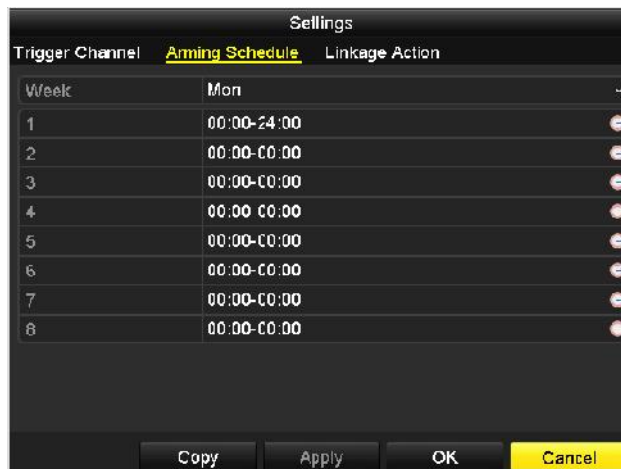 Settings
Trigger Channel Arming Schedule Linkage Action
Week Mon
1 00:00-24:00
2 00:00-00:00
3 00:00-00:00
4 00:00-00:00
5 00:00-00:00
6 00:00-00:00
7 00:00-00:00
8 00:00-00:00
Copy Apply OK Cancel